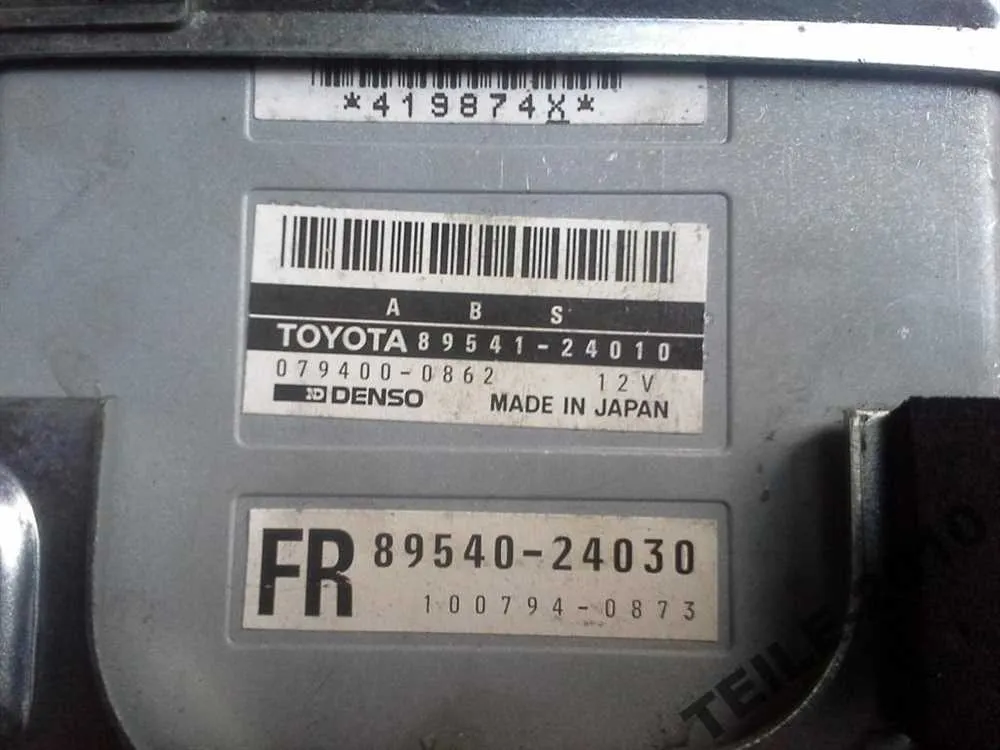 *419874X*
A B S
TOYOTA 89541-24010
079400-0862 12V
DENSO MADE IN JAPAN
FR 89540-24030
100794-0873